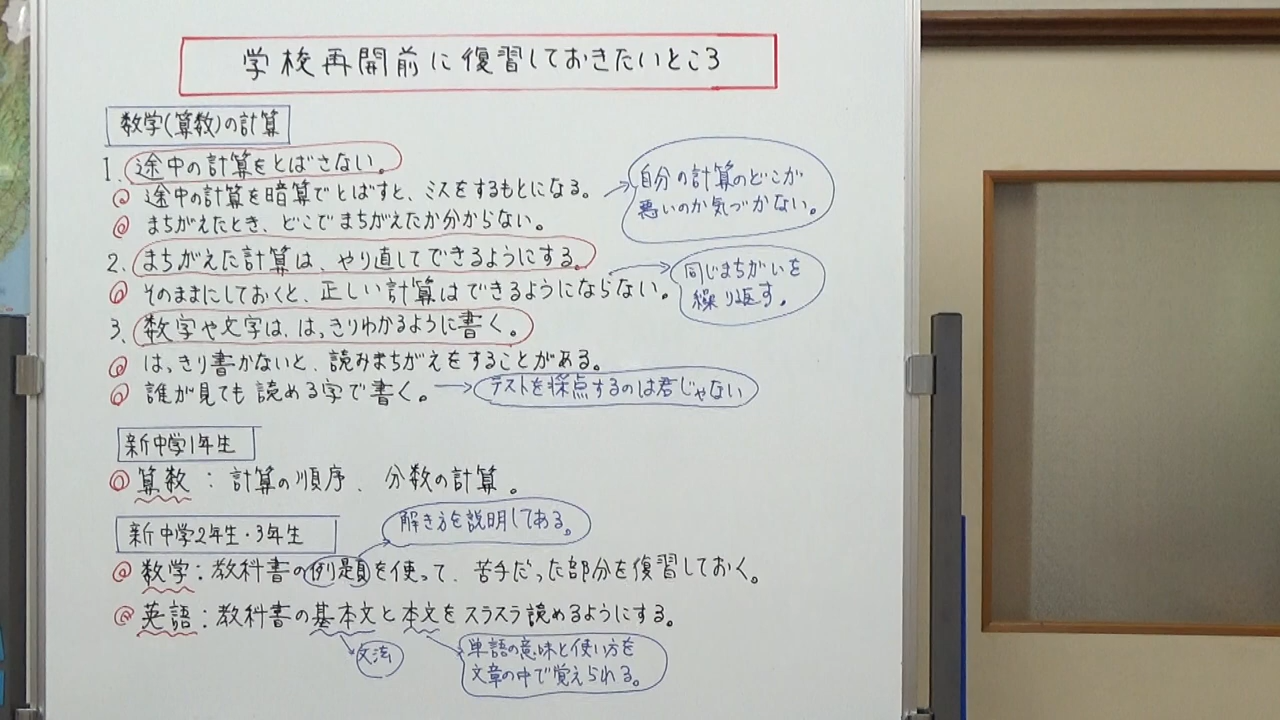 学校再開前に復習しておきたいところ
数学(算数)の計算
1. 途中の計算をとばさない。
◎ 途中の計算を暗算でとばすと、ミスをするもとになる。
自分の計算のどこが
悪いのか気づかない。
◎ まちがえたとき、どこでまちがえたか分からない。
2. まちがえた計算は、やり直してできるようにする。
◎ そのままにしておくと、正しい計算はできるようにならない。
同じまちがいを
繰り返す。
3. 数字や文字は、はっきりわかるように書く。
◎ はっきり書かないと、読みまちがえをすることがある。
◎ 誰が見ても読める字で書く。 → テストを採点するのは君じゃない
新中学1年生
◎ 算数:計算の順序、分数の計算。
新中学2年生・3年生
解き方を説明してある。
◎ 数学:教科書の例題を使って、苦手だった部分を復習しておく。
◎ 英語:教科書の基本文と本文をスラスラ読めるようにする。
文法
単語の意味と使い方を
文章の中で覚えられる。